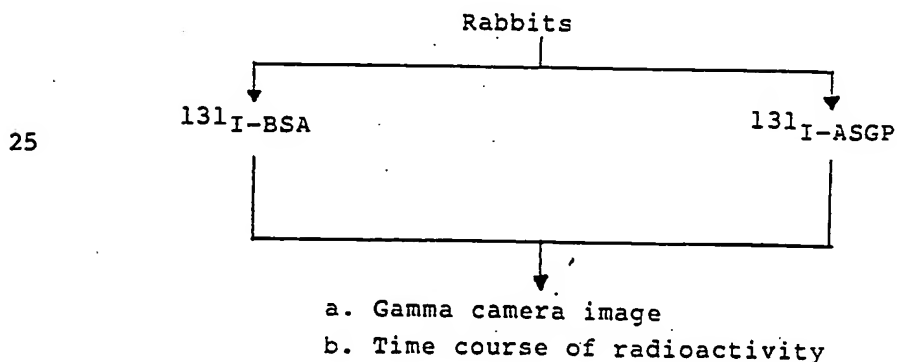 Rabbits
131I-BSA 131I-ASGP
25
a. Gamma camera image
b. Time course of radioactivity